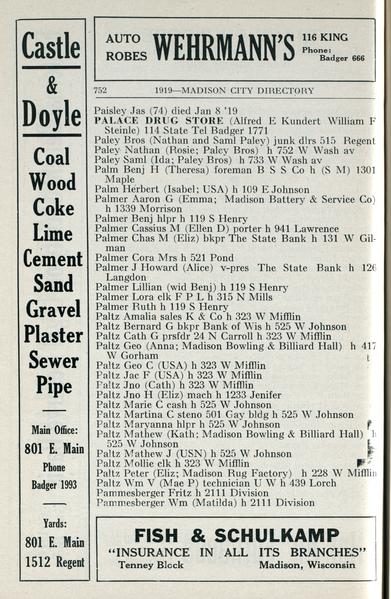 Castle
&
Doyle
Coal
Wood
Coke
Lime
Cement
Sand
Gravel
Plaster
Sewer
Pipe
Main Office:
801 E. Main
Phone
Badger 1993
Yards:
801 E. Main
1512 Regent
AUTO ROBES WEHRMANN'S 116 KING
Phone:
Badger 666
752 1919—MADISON CITY DIRECTORY
Paisley Jas (74) died Jan 8 '19
PALACE DRUG STORE (Alfred E Kundert William F
Steinle) 114 State Tel Badger 1771
Paley Bros (Nathan and Saml Paley) junk dlrs 515 Regent
Paley Nathan (Rosie; Paley Bros) h 752 W Wash av
Paley Saml (Ida; Paley Bros) h 733 W Wash av
Palm Benj H (Theresa) foreman B S S Co h (S M) 1301
Maple
Palm Herbert (Isabel; USA) h 109 E Johnson
Palmer Aaron G (Emma; Madison Battery & Service Co)
h 1339 Morrison
Palmer Benj hlpr h 119 S Henry
Palmer Cassius M (Ellen D) porter h 941 Lawrence
Palmer Chas M (Eliz) bkpr The State Bank h 131 W Gil-
man
Palmer Cora Mrs h 521 Pond
Palmer J Howard (Alice) v-pres The State Bank h 126
Langdon
Palmer Lillian (wid Benj) h 119 S Henry
Palmer Lora clk F P L h 315 N Mills
Palmer Ruth h 119 S Henry
Paltz Amalia sales K & Co h 323 W Mifflin
Paltz Bernard G bkpr Bank of Wis h 525 W Johnson
Paltz Cath G prsfdr 24 N Carroll h 323 W Mifflin
Paltz Geo (Anna; Madison Bowling & Billiard Hall) h 417
W Gorham
Paltz Geo C (USA) h 323 W Mifflin
Paltz Jac F (USA) h 323 W Mifflin
Paltz Jno (Cath) h 323 W Mifflin
Paltz Jno H (Eliz) mach h 1233 Jenifer
Paltz Marie C cash h 525 W Johnson
Paltz Martina C steno 501 Gay bldg h 525 W Johnson
Paltz Maryanna hlpr h 525 W Johnson
Paltz Mathew (Kath; Madison Bowling & Billiard Hall) h
525 W Johnson
Paltz Mathew J (USN) h 525 W Johnson
Paltz Mollie clk h 323 W Mifflin
Paltz Peter (Eliz; Madison Rug Factory) h 228 W Mifflin
Paltz Wm V (Mae P) technician U W h 439 Lorch
Pammesberger Fritz h 2111 Division
Pammesberger Wm (Matilda) h 2111 Division
FISH & SCHULKAMP
"INSURANCE IN ALL ITS BRANCHES"
Tenney Block Madison, Wisconsin